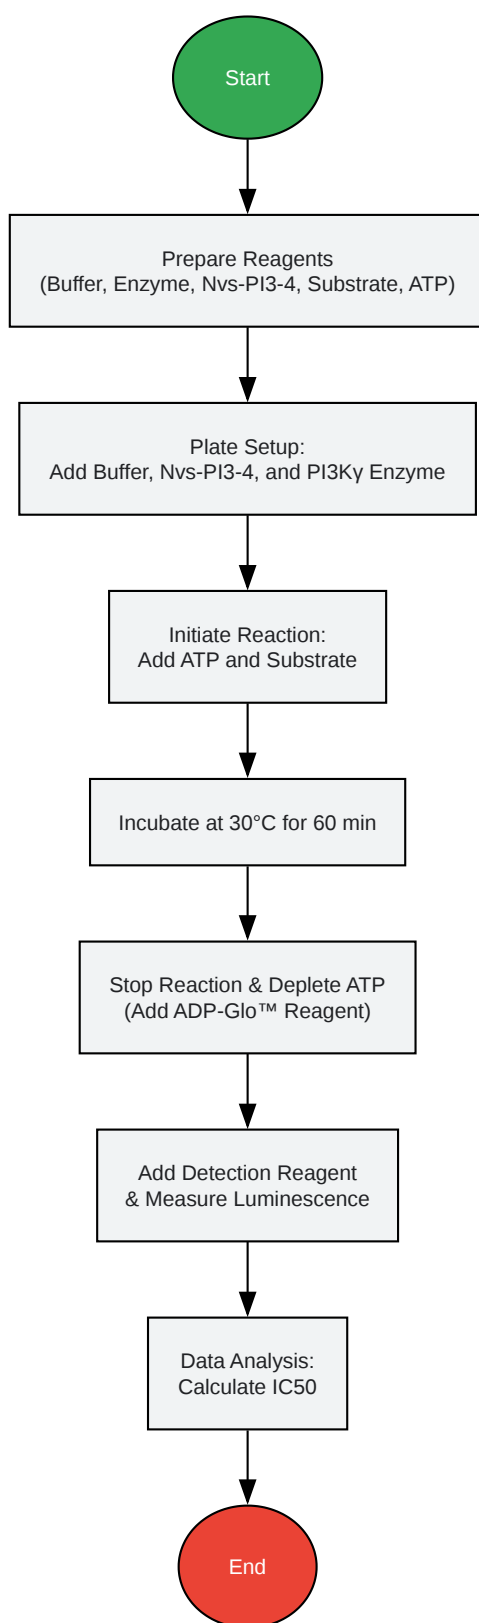 Start
Prepare Reagents
(Buffer, Enzyme, Nvs-PI3-4, Substrate, ATP)
Plate Setup:
Add Buffer, Nvs-PI3-4, and PI3Kγ Enzyme
Initiate Reaction:
Add ATP and Substrate
Incubate at 30°C for 60 min
Stop Reaction & Deplete ATP
(Add ADP-Glo™ Reagent)
Add Detection Reagent
& Measure Luminescence
Data Analysis:
Calculate IC50
End